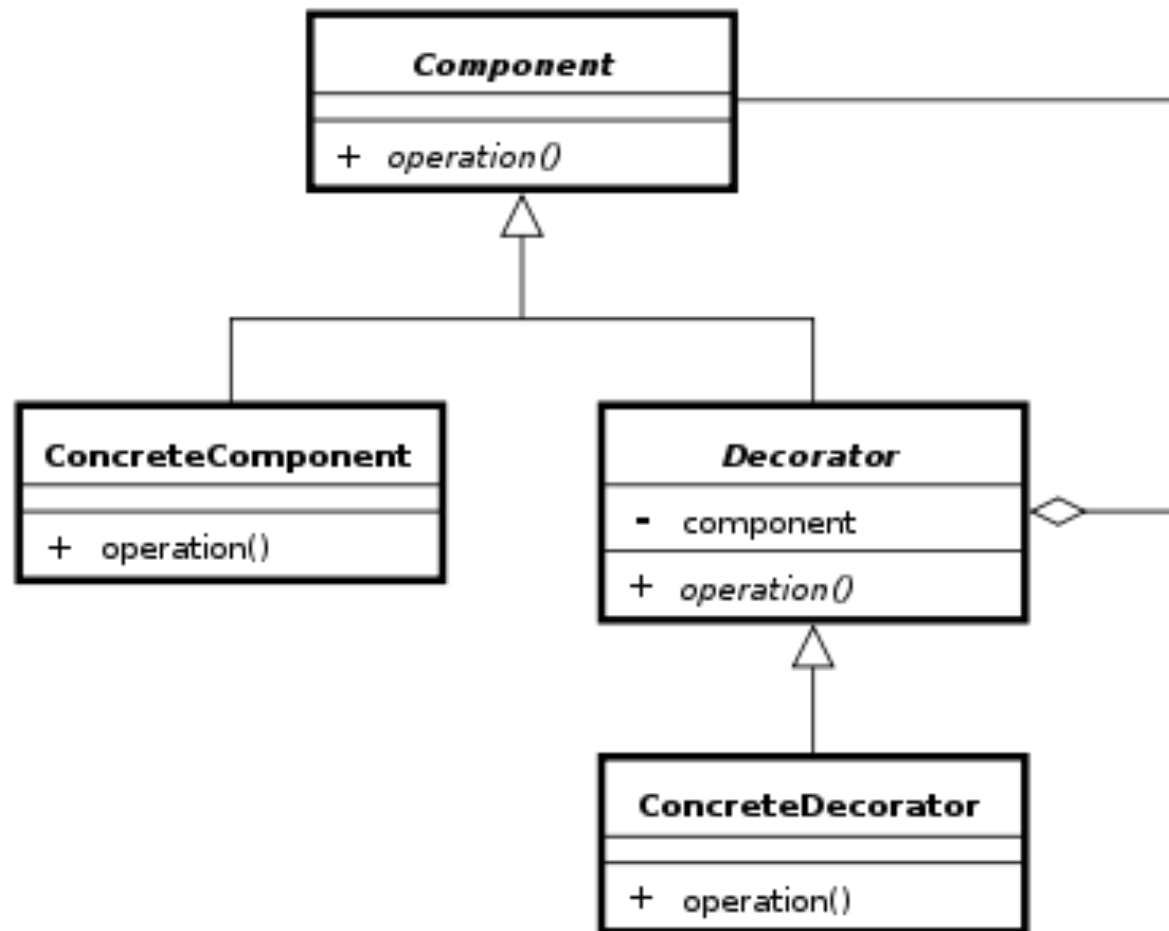 Component
+ operation()
ConcreteComponent
+ operation()
Decorator
- component
+ operation()
ConcreteDecorator
+ operation()